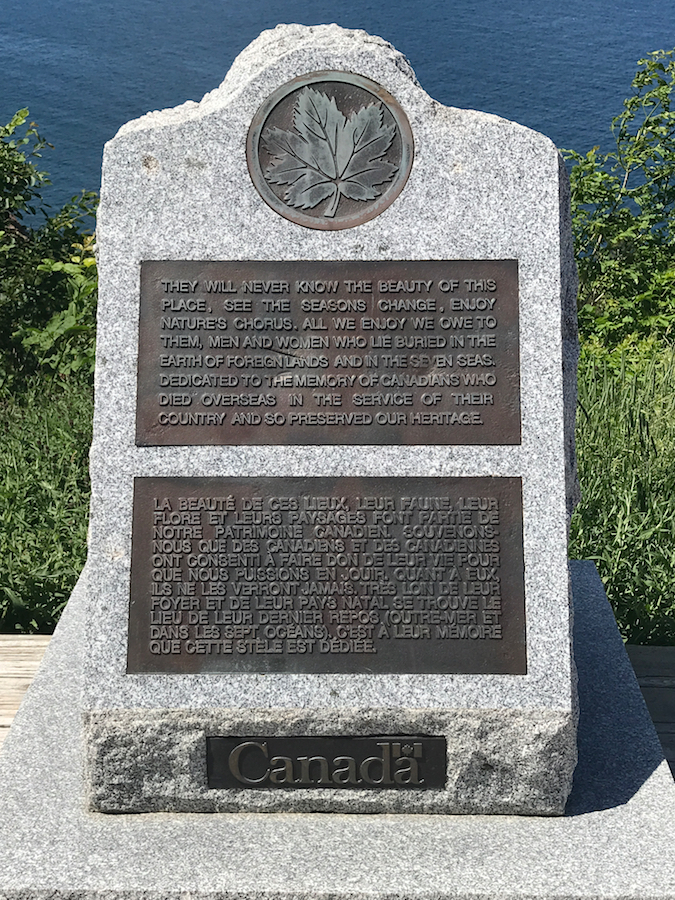 THEY WILL NEVER KNOW THE BEAUTY OF THIS
PLACE, SEE THE SEASONS CHANGE, ENJOY
NATURE'S CHORUS. ALL WE ENJOY WE OWE TO
THEM, MEN AND WOMEN WHO LIE BURIED IN THE
EARTH OF FOREIGN LANDS AND IN THE SEVEN SEAS.
DEDICATED TO THE MEMORY OF CANADIANS WHO
DIED OVERSEAS IN THE SERVICE OF THEIR
COUNTRY AND SO PRESERVED OUR HERITAGE.
LA BEAUTÉ DE CES LIEUX, LEUR FAUNE, LEUR
FLORE ET LEURS PAYSAGES FONT PARTIE DE
NOTRE PATRIMOINE CANADIEN. SOUVENONS-
NOUS QUE DES CANADIENS ET DES CANADIENNES
ONT CONSENTI À FAIRE DON DE LEUR VIE POUR
QUE NOUS PUISSIONS EN JOUIR. QUANT À EUX,
ILS NE LES VERRONT JAMAIS. TRÈS LOIN DE LEUR
FOYER ET DE LEUR PAYS NATAL SE TROUVE LE
LIEU DE LEUR DERNIER REPOS, (OUTRE-MER ET
DANS LES SEPT OCÉANS). C'EST À LEUR MÉMOIRE
QUE CETTE STÈLE EST DÉDIÉE.
Canada